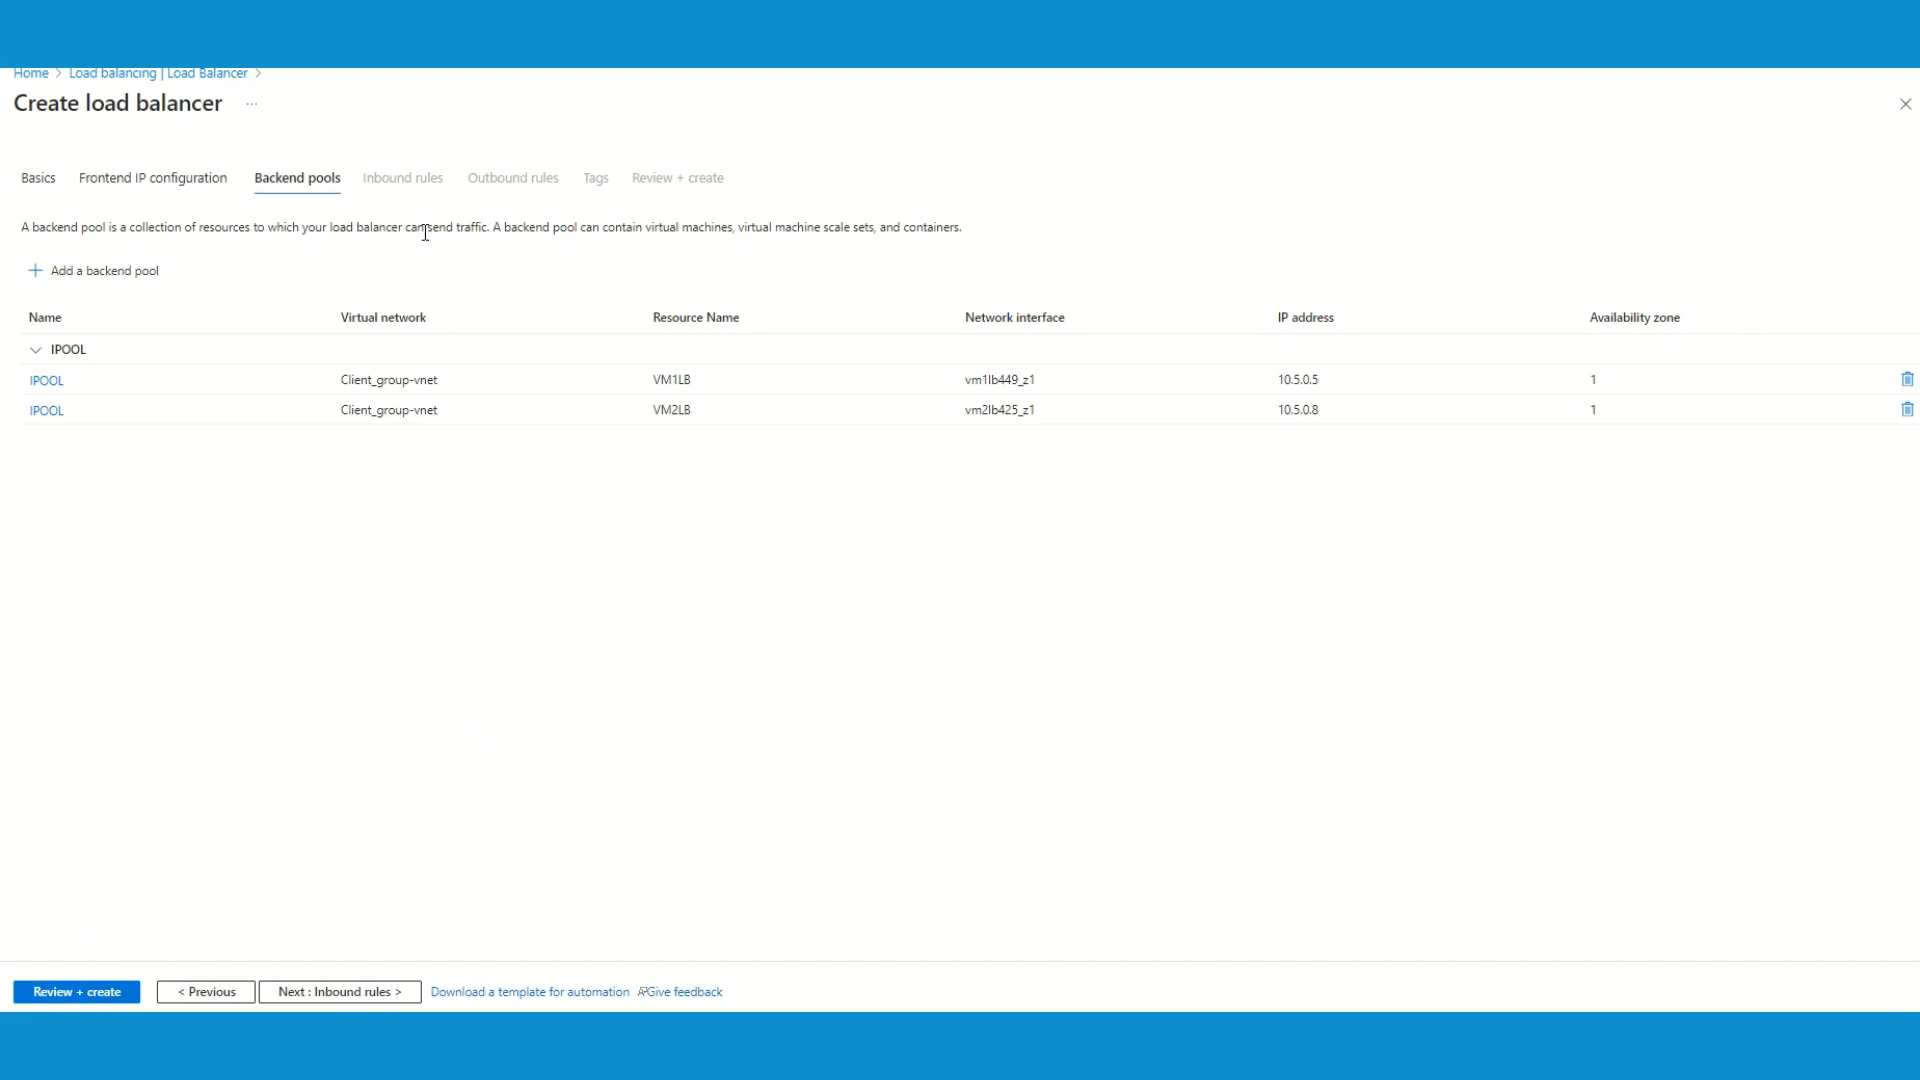 Home > Load balancing | Load Balancer >
Create load balancer ...
Basics Frontend IP configuration Backend pools Inbound rules Outbound rules Tags Review + create
A backend pool is a collection of resources to which your load balancer can send traffic. A backend pool can contain virtual machines, virtual machine scale sets, and containers.
+ Add a backend pool
Name Virtual network Resource Name Network interface IP address Availability zone
IPOOL
IPOOL Client_group-vnet VM1LB vm1lb449_z1 10.5.0.5 1
IPOOL Client_group-vnet VM2LB vm2lb425_z1 10.5.0.8 1
Review + create < Previous Next : Inbound rules > Download a template for automation Give feedback